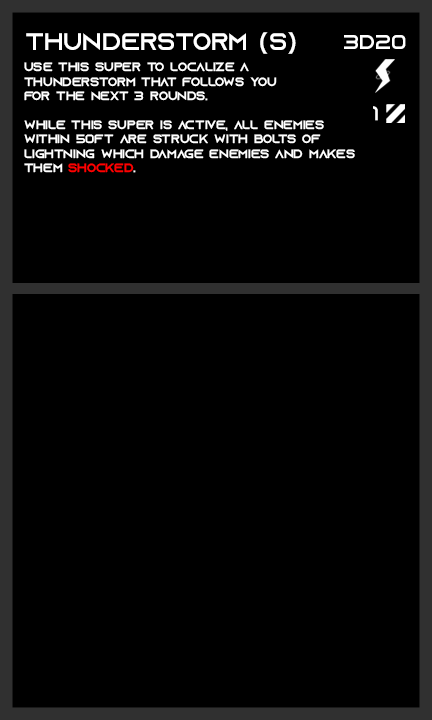 THUNDERSTORM (S) 3D20
USE THIS SUPER TO LOCALIZE A
THUNDERSTORM THAT FOLLOWS YOU
FOR THE NEXT 3 ROUNDS.
1
WHILE THIS SUPER IS ACTIVE, ALL ENEMIES
WITHIN 50FT ARE STRUCK WITH BOLTS OF
LIGHTNING WHICH DAMAGE ENEMIES AND MAKES
THEM SHOCKED.